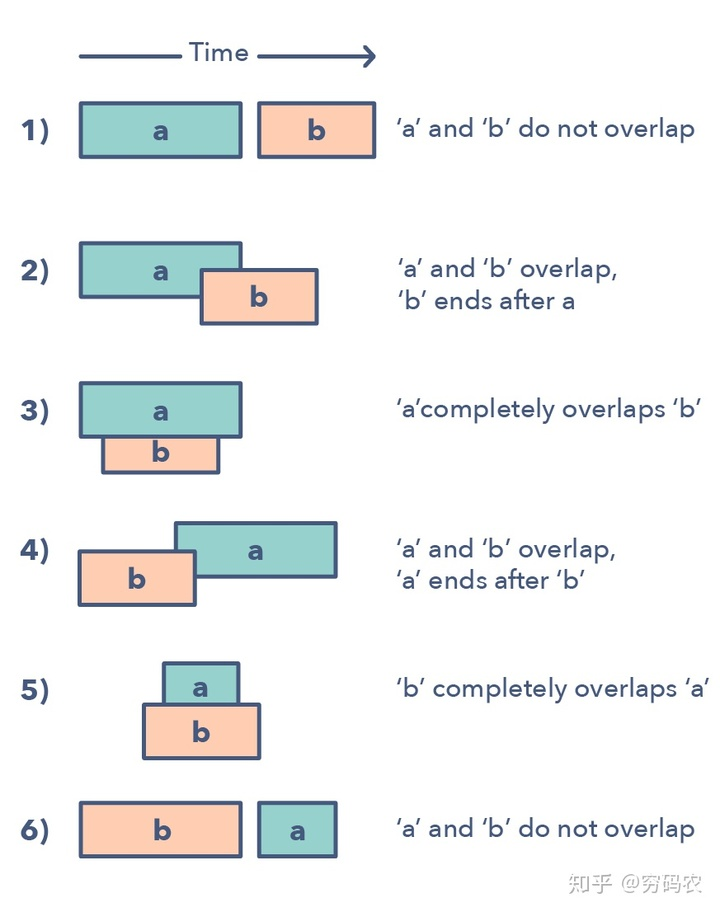 Time
1) a b ‘a’ and ‘b’ do not overlap
2) a b ‘a’ and ‘b’ overlap,
‘b’ ends after a
3) a b ‘a’completely overlaps ‘b’
4) a b ‘a’ and ‘b’ overlap,
‘a’ ends after ‘b’
5) a b ‘b’ completely overlaps ‘a’
6) b a ‘a’ and ‘b’ do not overlap
知乎 @穷码农